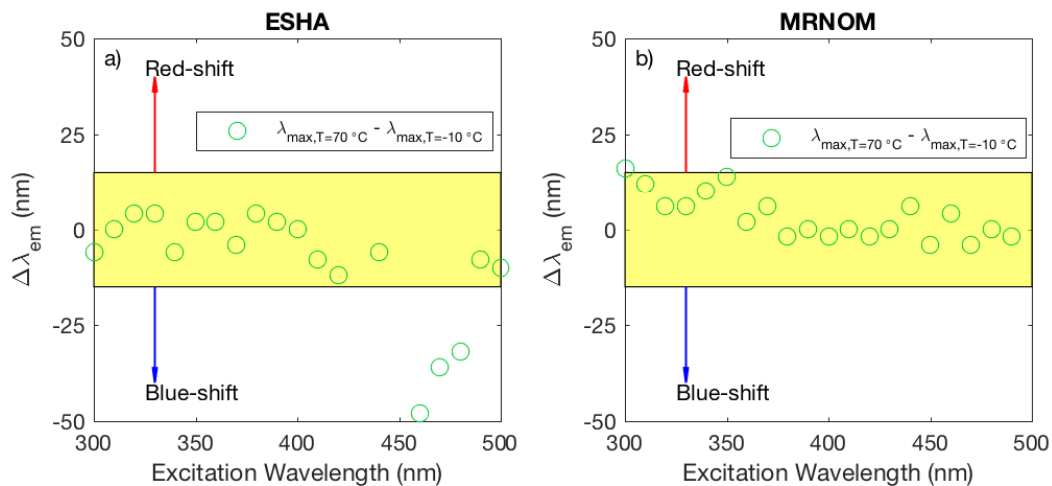 ESHA
50
25
0
-25
-50
300
350
400
450
500
a)
Red-shift
λmax,T=70 °C - λmax,T=-10 °C
Blue-shift
Δλem (nm)
Excitation Wavelength (nm)
MRNOM
50
25
0
-25
-50
300
350
400
450
500
b)
Red-shift
λmax,T=70 °C - λmax,T=-10 °C
Blue-shift
Δλem (nm)
Excitation Wavelength (nm)